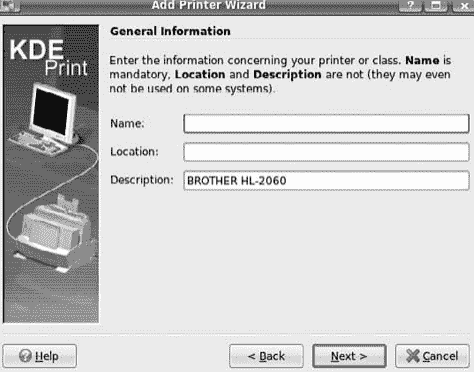 Add Printer Wizard
KDE
Print
General Information
Enter the information concerning your printer or class. Name is
mandatory, Location and Description are not (they may even
not be used on some systems).
Name:
Location:
Description: BROTHER HL-2060
Help
< Back
Next >
Cancel